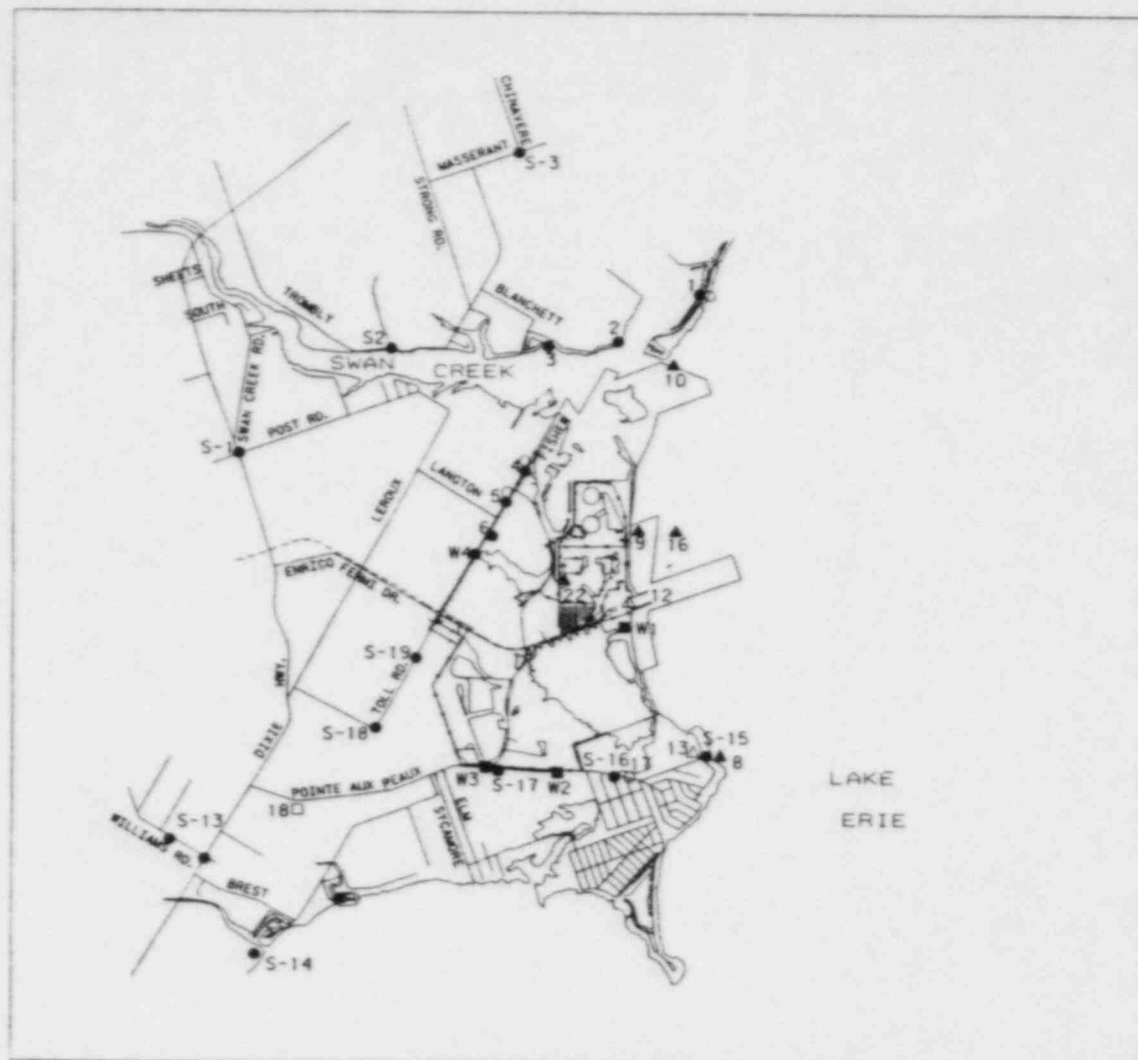 CHINAVERE
MASSERANT
S-3
STRONG RD.
SHEETS
SOUTH
TROMBLY
BLANCHETT
1
2
S2
3
SWAN CREEK
10
SWAN CREEK RD.
POST RD.
S-1
FISHER
LANGTON
5
LEROUX
6
W4
9
16
ENRICO FERMI DR.
22
12
W1
S-19
TOLL RD.
DIXIE HWY.
S-18
S-15
13
8
S-16
17
W3
S-17
W2
LAKE
ERIE
POINTE AUX PEAUX
18
ELM
SYCAMORE
S-13
WILLIAMS RD.
BREST
S-14